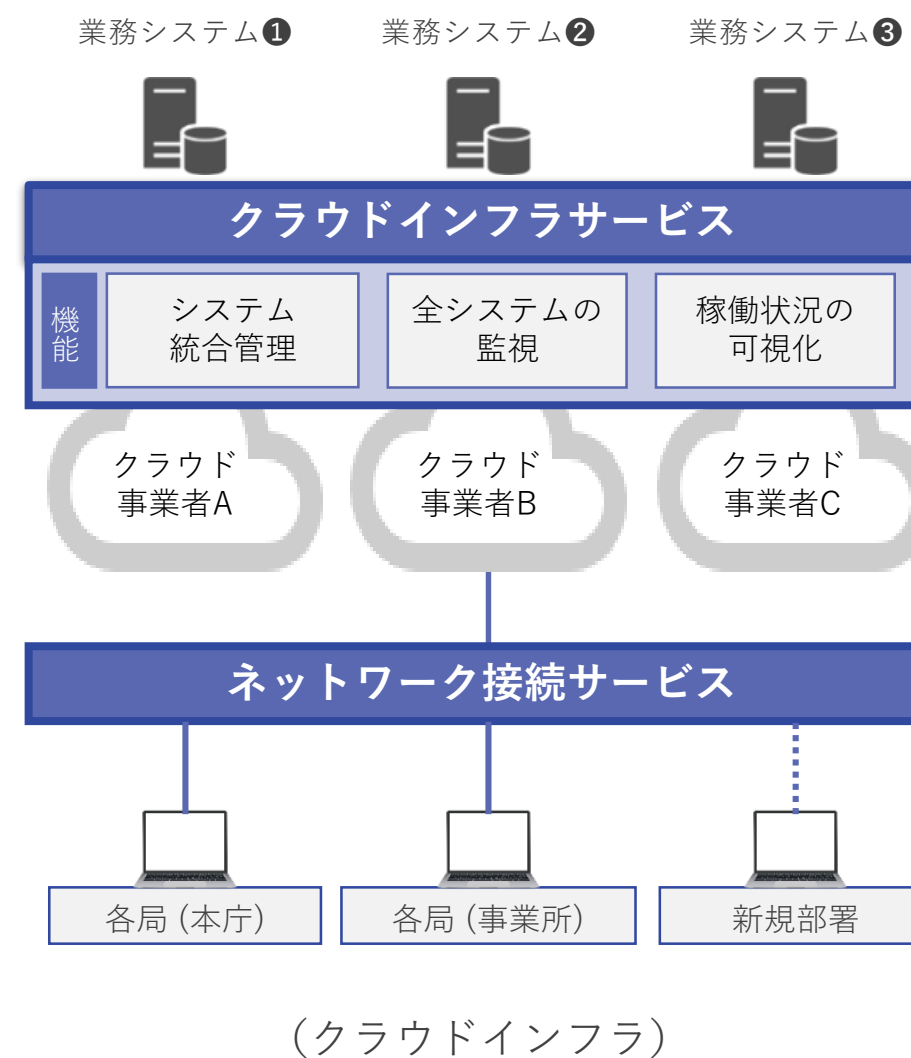 業務システム❶
業務システム❷
業務システム❸
クラウドインフラサービス
機能
システム
統合管理
全システムの
監視
稼働状況の
可視化
クラウド
事業者A
クラウド
事業者B
クラウド
事業者C
ネットワーク接続サービス
各局 (本庁)
各局 (事業所)
新規部署
(クラウドインフラ)